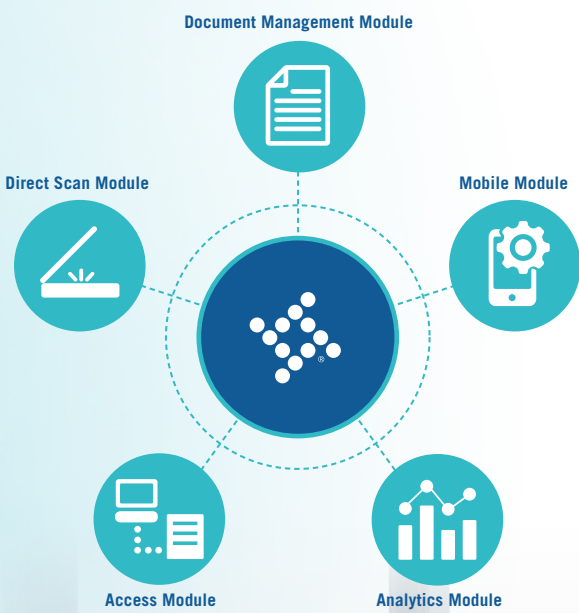 Document Management Module
Direct Scan Module
Mobile Module
®
Access Module
Analytics Module